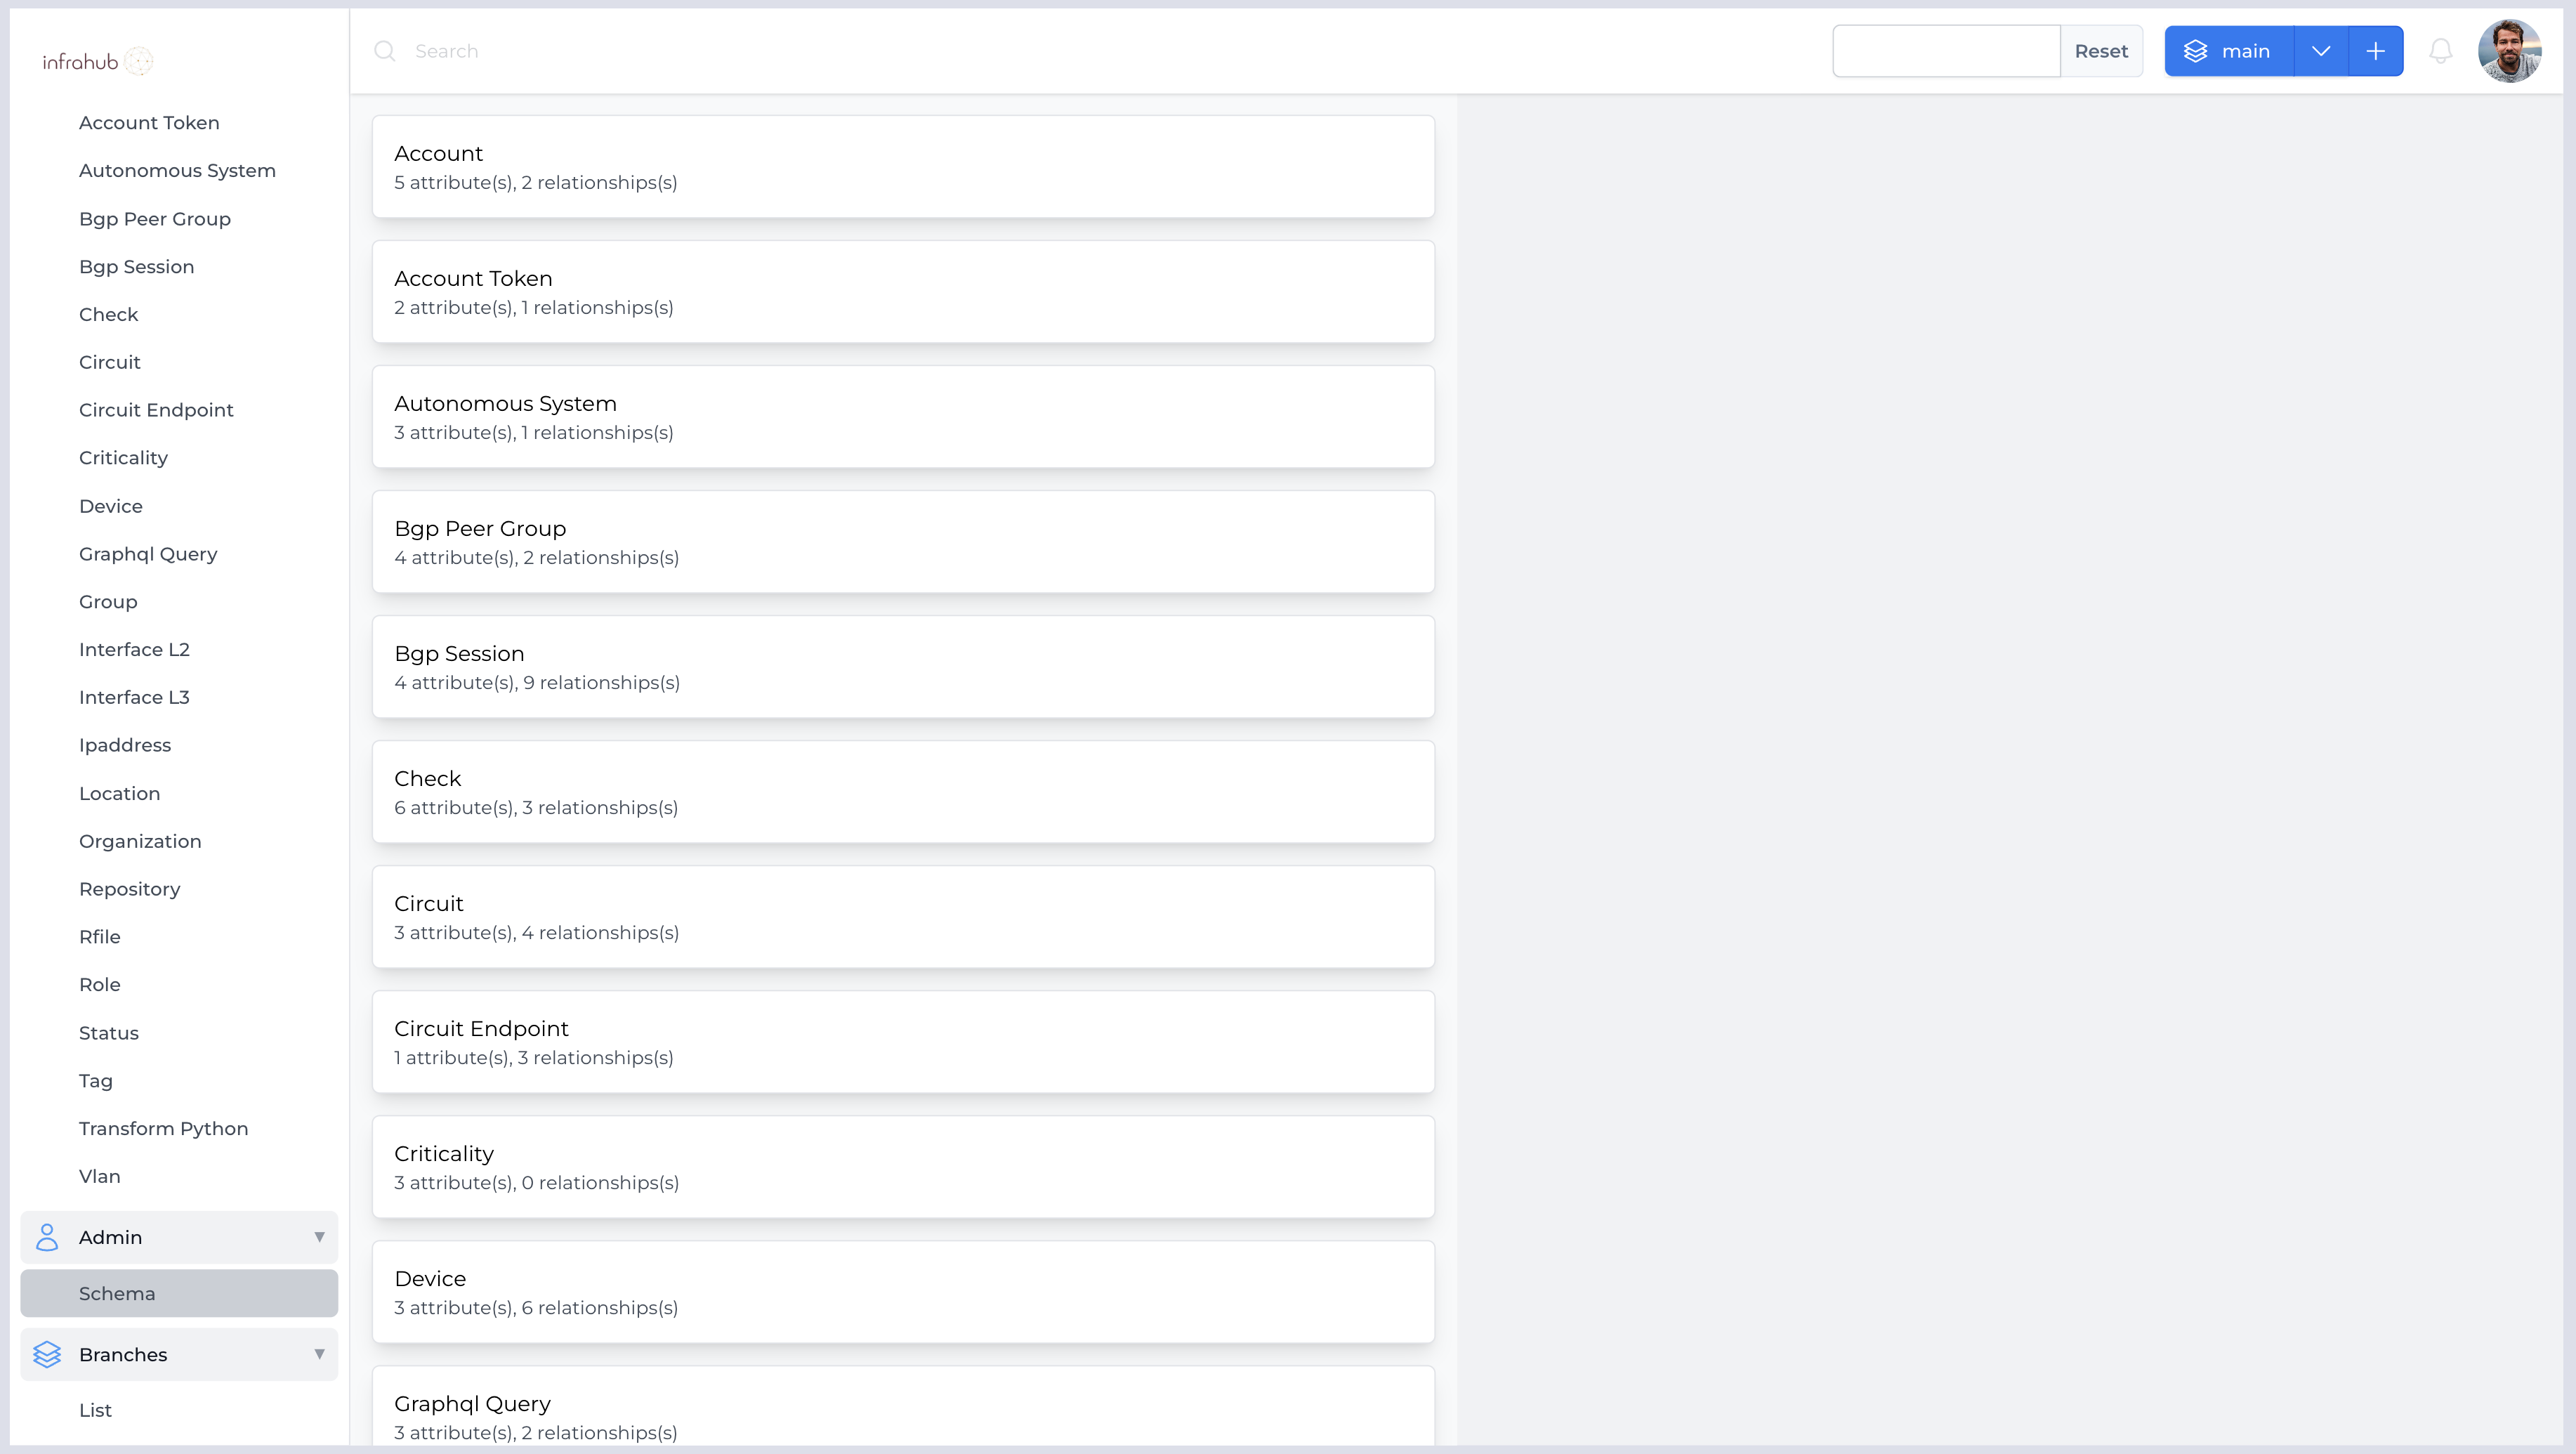 infrahub
Account Token
Autonomous System
Bgp Peer Group
Bgp Session
Check
Circuit
Circuit Endpoint
Criticality
Device
Graphql Query
Group
Interface L2
Interface L3
Ipaddress
Location
Organization
Repository
Rfile
Role
Status
Tag
Transform Python
Vlan
Admin
Schema
Branches
List
Search
Reset
main
Account
5 attribute(s), 2 relationships(s)
Account Token
2 attribute(s), 1 relationships(s)
Autonomous System
3 attribute(s), 1 relationships(s)
Bgp Peer Group
4 attribute(s), 2 relationships(s)
Bgp Session
4 attribute(s), 9 relationships(s)
Check
6 attribute(s), 3 relationships(s)
Circuit
3 attribute(s), 4 relationships(s)
Circuit Endpoint
1 attribute(s), 3 relationships(s)
Criticality
3 attribute(s), 0 relationships(s)
Device
3 attribute(s), 6 relationships(s)
Graphql Query
3 attribute(s), 2 relationships(s)